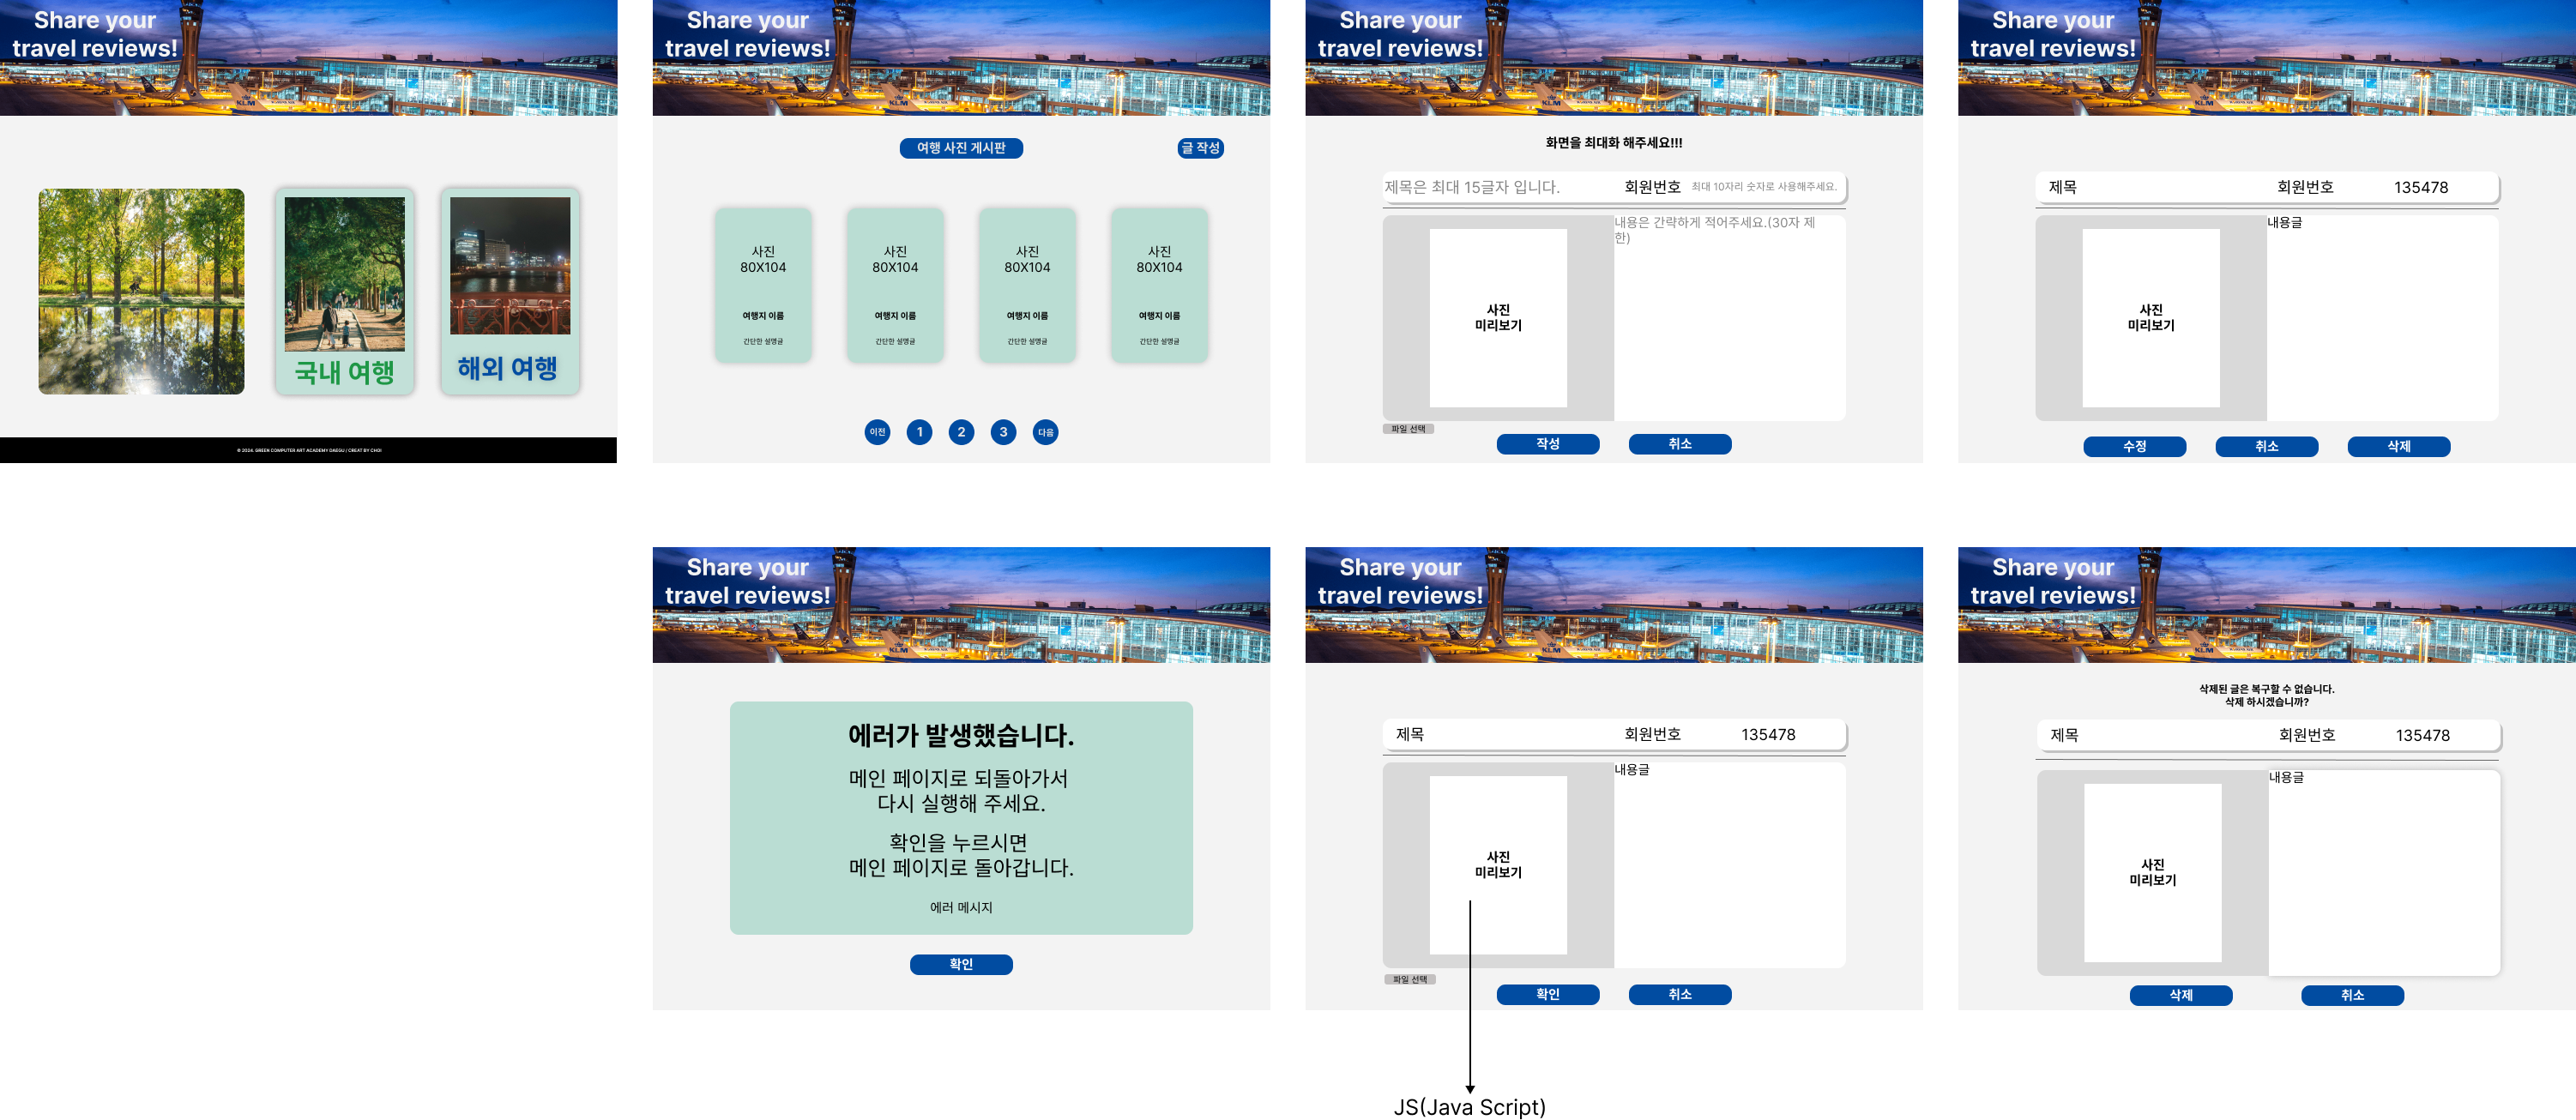 Share your
travel reviews!
국내 여행
해외 여행
© 2024. GREEN COMPUTER ART ACADEMY DAEGU / CREAT BY CHOI
Share your
travel reviews!
KLM
여행 사진 게시판
글 작성
사진
80X104
여행지 이름
간단한 설명글
사진
80X104
여행지 이름
간단한 설명글
사진
80X104
여행지 이름
간단한 설명글
사진
80X104
여행지 이름
간단한 설명글
이전
1
2
3
다음
Share your
travel reviews!
KLM
화면을 최대화 해주세요!!!
제목은 최대 15글자 입니다.
회원번호
최대 10자리 숫자로 사용해주세요.
내용은 간략하게 적어주세요.(30자 제
한)
사진
미리보기
파일 선택
작성
취소
Share your
travel reviews!
KLM
제목
회원번호
135478
내용글
사진
미리보기
수정
취소
삭제
Share your
travel reviews!
KLM
에러가 발생했습니다.
메인 페이지로 되돌아가서
다시 실행해 주세요.
확인을 누르시면
메인 페이지로 돌아갑니다.
에러 메시지
확인
Share your
travel reviews!
KLM
제목
회원번호
135478
내용글
사진
미리보기
파일 선택
확인
취소
JS(Java Script)
Share your
travel reviews!
KLM
삭제된 글은 복구할 수 없습니다.
삭제 하시겠습니까?
제목
회원번호
135478
내용글
사진
미리보기
삭제
취소